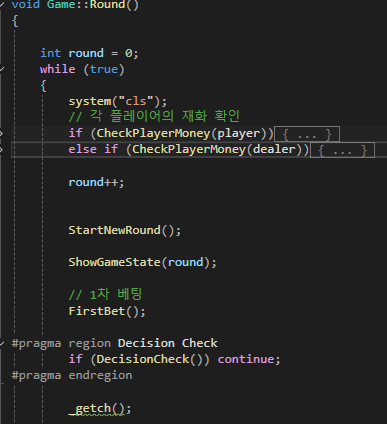 void Game::Round()
{
int round = 0;
while (true)
{
system("cls");
// 각 플레이어의 재화 확인
if (CheckPlayerMoney(player)) { ... }
else if (CheckPlayerMoney(dealer)) { ... }
round++;
StartNewRound();
ShowGameState(round);
// 1차 베팅
FirstBet();
#pragma region Decision Check
if (DecisionCheck()) continue;
#pragma endregion
_getch();